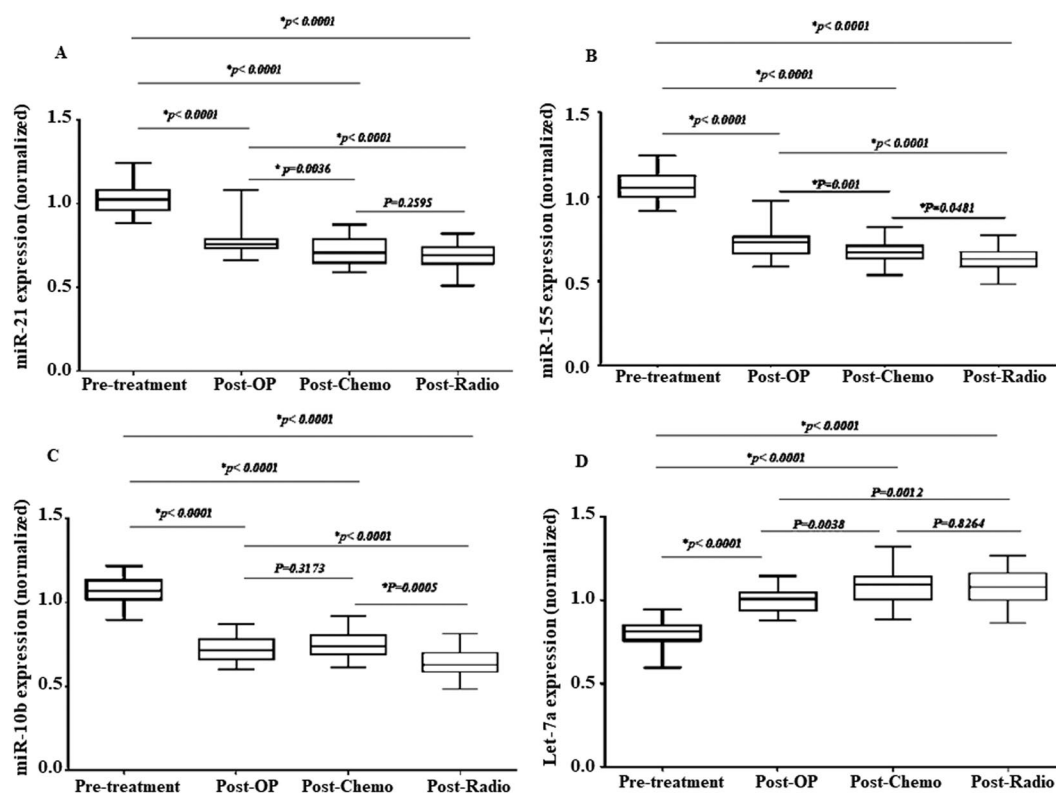 *p< 0.0001
A
*p< 0.0001
*p< 0.0001
*p< 0.0001
* p=0.0036
P=0.2595
miR-21 expression (normalized)
1.5
1.0
0.5
0.0
Pre-treatment Post-OP Post-Chemo Post-Radio
*p< 0.0001
B
*p< 0.0001
*p< 0.0001
*p< 0.0001
*P=0.001
*P=0.0481
miR-155 expression (normalized)
1.5
1.0
0.5
0.0
Pre-treatment Post-OP Post-Chemo Post-Radio
*p< 0.0001
C
*p< 0.0001
*p< 0.0001
*p< 0.0001
P=0.3173
*P=0.0005
miR-10b expression (normalized)
1.5
1.0
0.5
0.0
Pre-treatment Post-OP Post-Chemo Post-Radio
*p< 0.0001
D
*p< 0.0001
P=0.0012
P=0.0038
P=0.8264
*p< 0.0001
Let-7a expression (normalized)
1.5
1.0
0.5
0.0
Pre-treatment Post-OP Post-Chemo Post-Radio